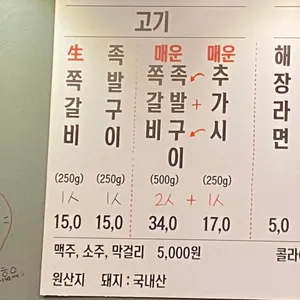 고기
生쪽갈비
족발구이
매운
쪽갈비
족발구이
+
매운
추가시
해장라면
(250g) (250g) (500g) (250g)
1人 1人 2人 + 1人
15,0 15,0 34,0 17,0 5,0
맥주, 소주, 막걸리 5,000원
콜라
원산지 돼지 : 국내산